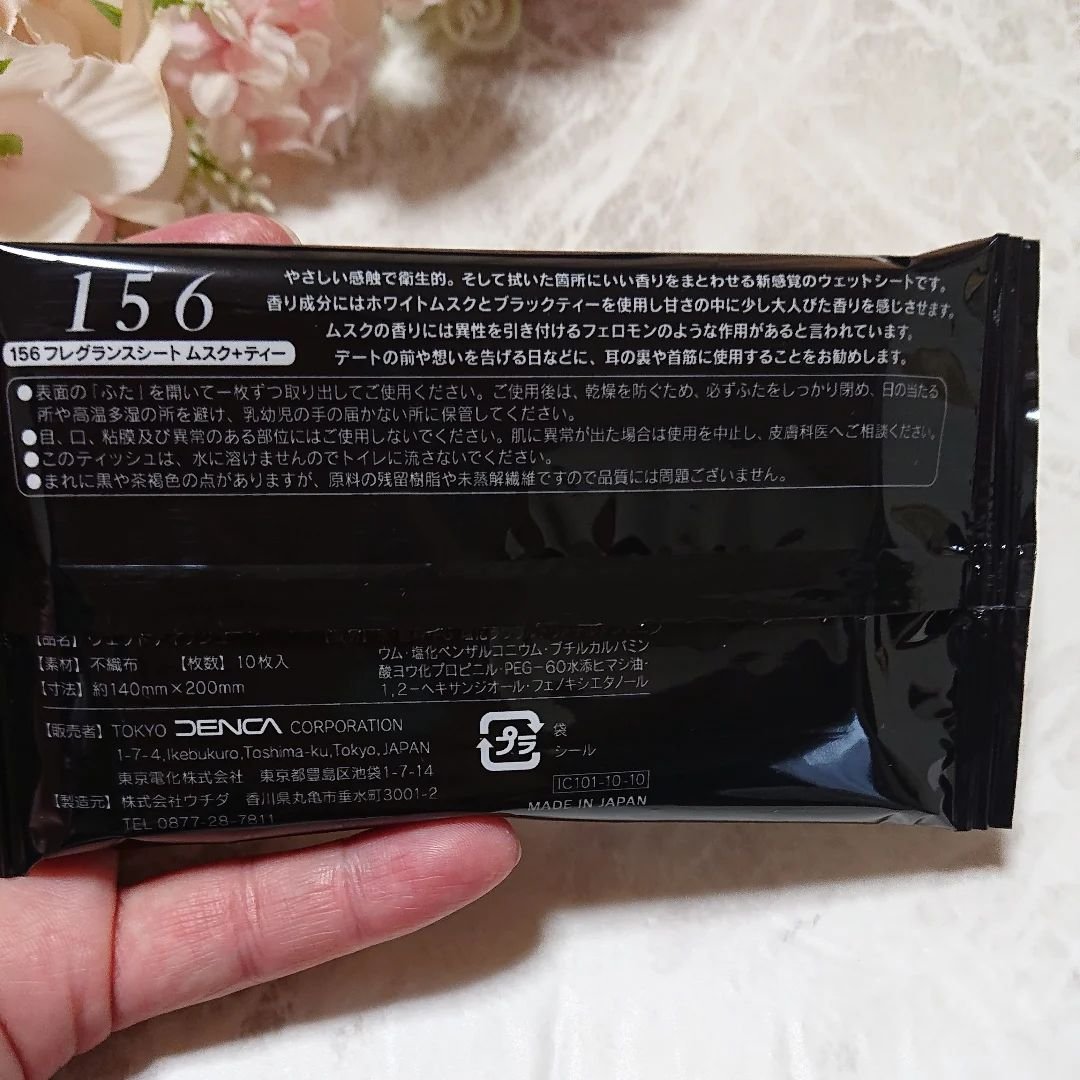 156
156フレグランスシート ムスク+ティー
やさしい感触で衛生的。そして拭いた箇所にいい香りをまとわせる新感覚のウェットシートです。
香り成分にはホワイトムスクとブラックティーを使用し甘さの中に少し大人びた香りを感じさせます。
ムスクの香りには異性を引き付けるフェロモンのような作用があると言われています。
デートの前や想いを告げる日などに、耳の裏や首筋に使用することをお勧めします。
●表面の「ふた」を開いて一枚ずつ取り出してご使用ください。ご使用後は、乾燥を防ぐため、必ずふたをしっかり閉め、日の当たる
所や高温多湿の所を避け、乳幼児の手の届かない所に保管してください。
●目、口、粘膜及び異常のある部位にはご使用しないでください。肌に異常が出た場合は使用を中止し、皮膚科医へご相談ください。
●このティッシュは、水に溶けませんのでトイレに流さないでください。
●まれに黒や茶褐色の点がありますが、原料の残留樹脂や未蒸解繊維ですので品質には問題ございません。
【品名】
【素材】不織布 【枚数】10枚入
【寸法】約140mm×200mm
ウム・塩化ベンザルコニウム・ブチルカルバミン
酸ヨウ化プロピニル・PEG-60水添ヒマシ油・
1,2-ヘキサンジオール・フェノキシエタノール
【販売者】TOKYO DENCA CORPORATION
1-7-4,Ikebukuro,Toshima-ku,Tokyo,JAPAN
東京電化株式会社 東京都豊島区池袋1-7-14
【製造元】株式会社ウチダ 香川県丸亀市垂水町3001-2
TEL 0877-28-7811
プラ
袋
シール
IC101-10-10
MADE IN JAPAN